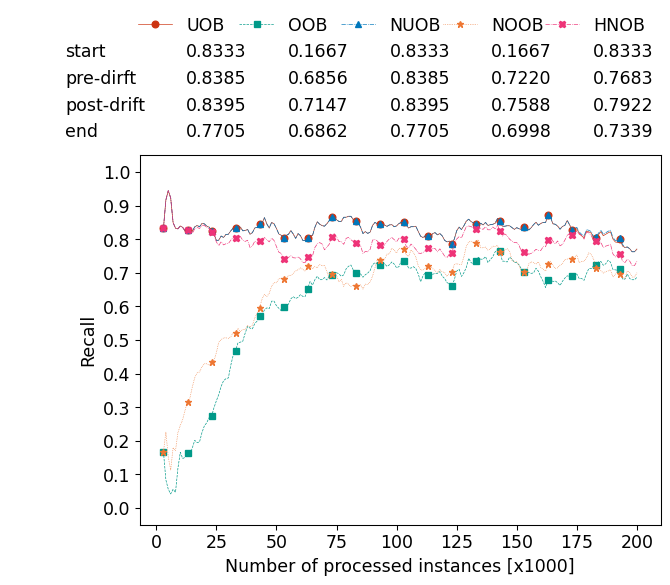 UOB OOB NUOB NOOB HNOB
start 0.8333 0.1667 0.8333 0.1667 0.8333
pre-dirft 0.8385 0.6856 0.8385 0.7220 0.7683
post-drift 0.8395 0.7147 0.8395 0.7588 0.7922
end 0.7705 0.6862 0.7705 0.6998 0.7339
1.0
0.9
0.8
0.7
0.6
0.5
0.4
0.3
0.2
0.1
0.0
Recall
0 25 50 75 100 125 150 175 200
Number of processed instances [x1000]